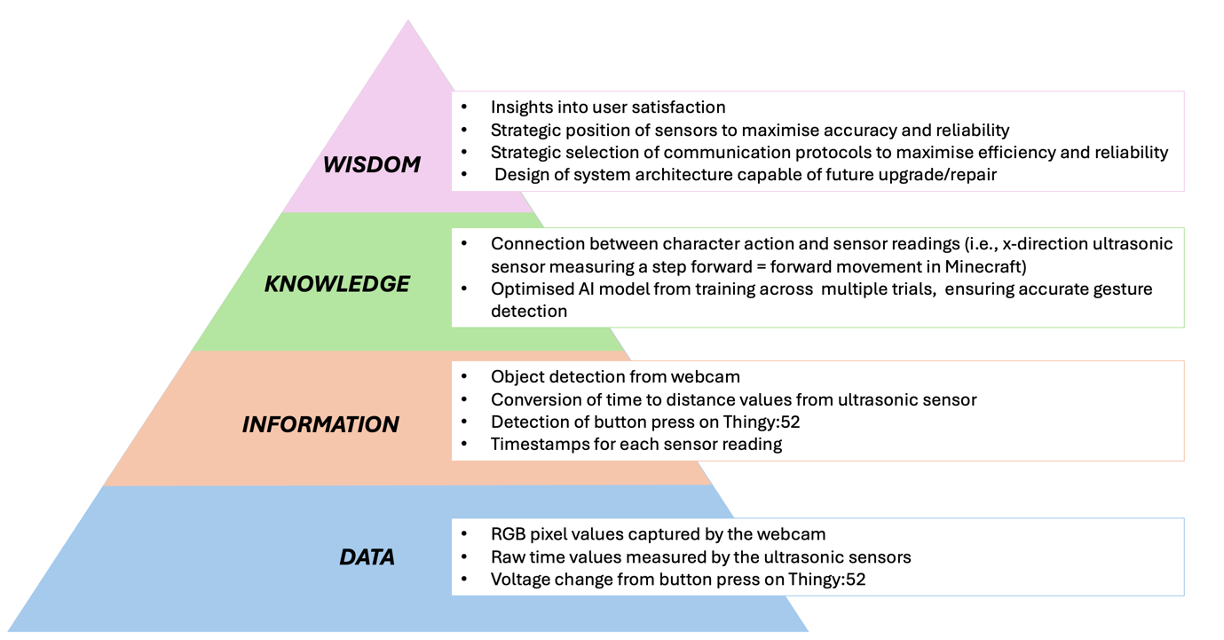 WISDOM
• Insights into user satisfaction
• Strategic position of sensors to maximise accuracy and reliability
• Strategic selection of communication protocols to maximise efficiency and reliability
• Design of system architecture capable of future upgrade/repair
KNOWLEDGE
• Connection between character action and sensor readings (i.e., x-direction ultrasonic
sensor measuring a step forward = forward movement in Minecraft)
• Optimised AI model from training across multiple trials, ensuring accurate gesture
detection
INFORMATION
• Object detection from webcam
• Conversion of time to distance values from ultrasonic sensor
• Detection of button press on Thingy:52
• Timestamps for each sensor reading
DATA
• RGB pixel values captured by the webcam
• Raw time values measured by the ultrasonic sensors
• Voltage change from button press on Thingy:52